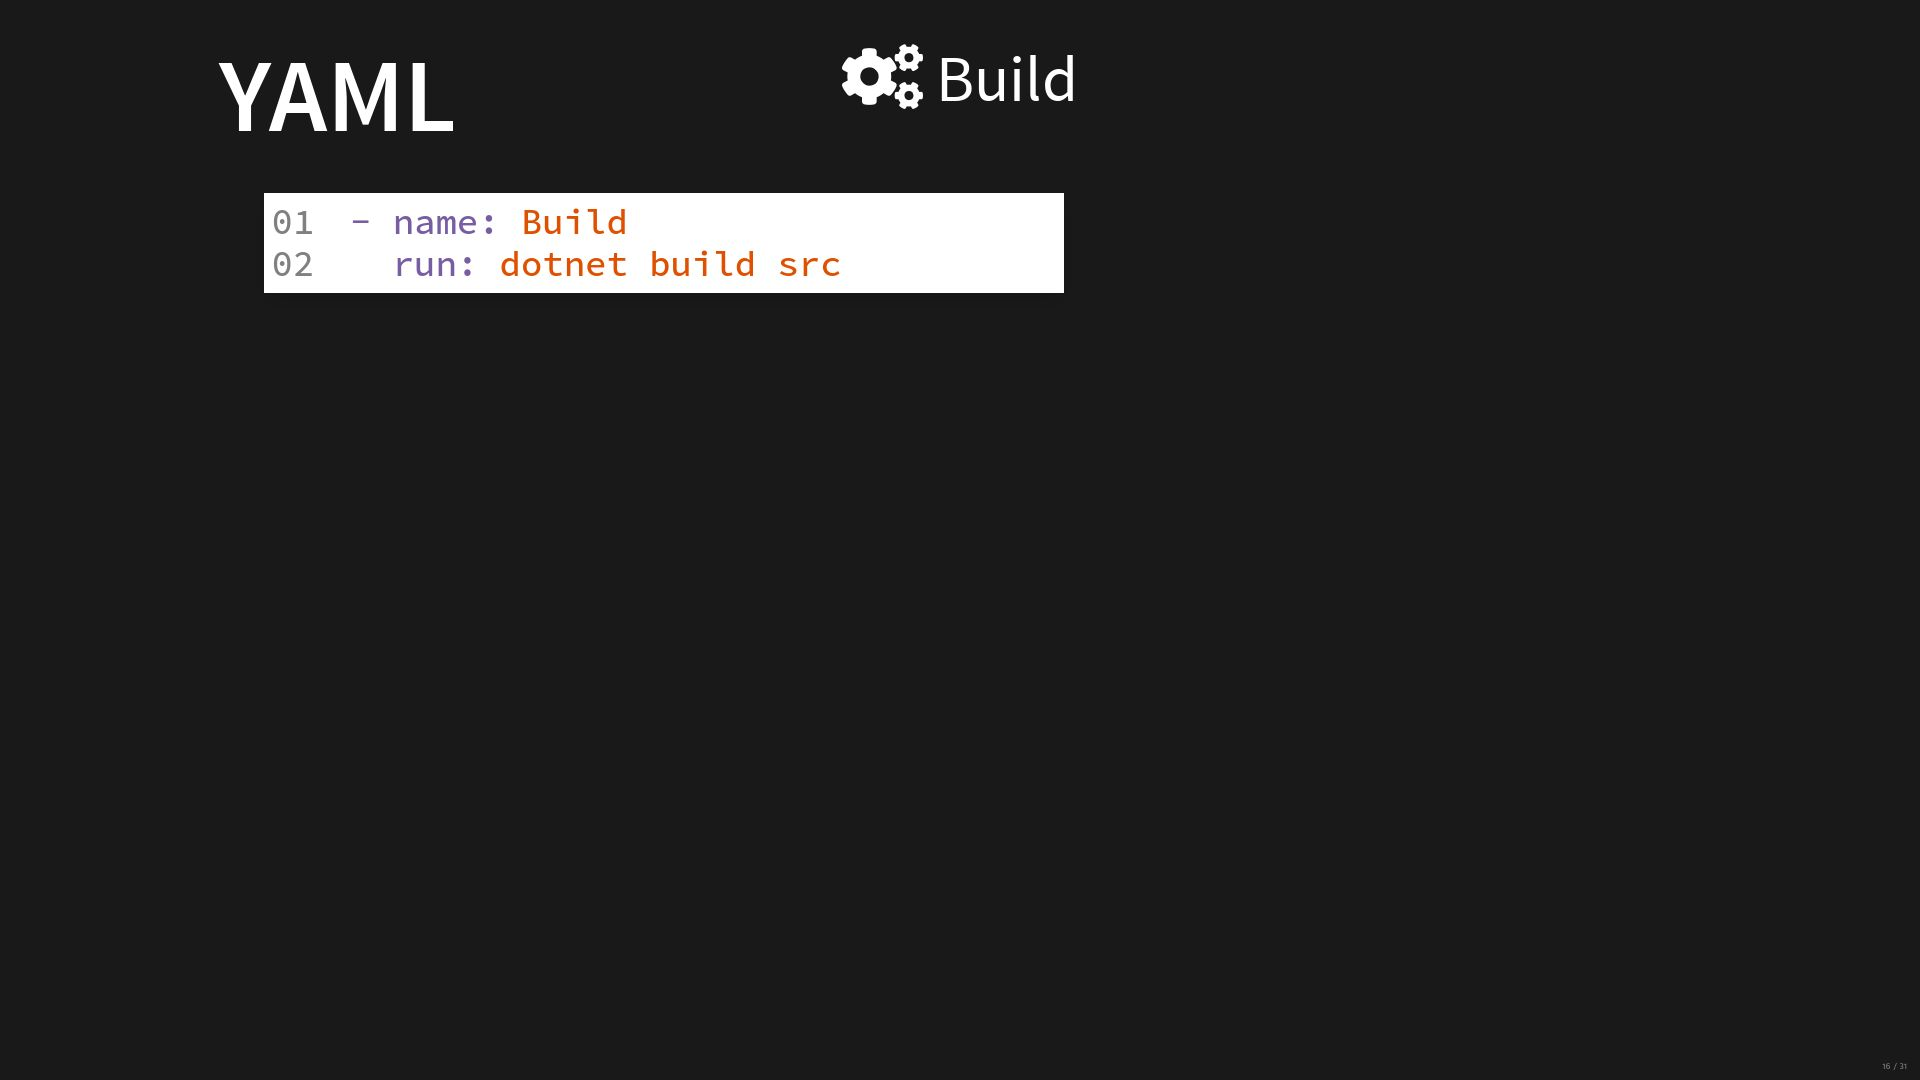 YAML
Build
01 - name: Build
02 run: dotnet build src
16 / 31